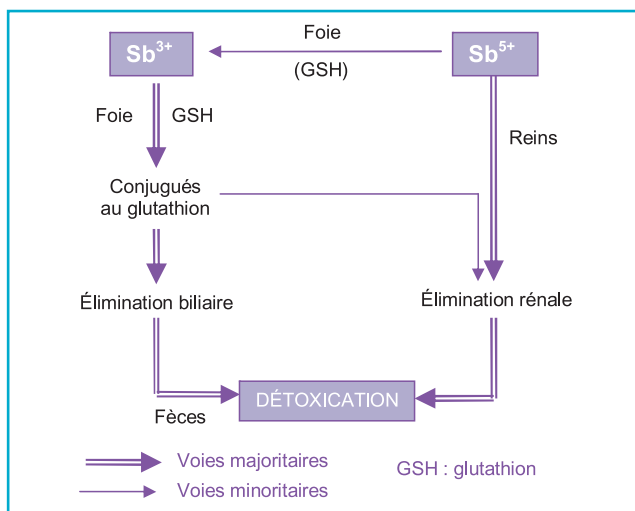 Foie
Sb³⁺
Sb⁵⁺
(GSH)
Foie
GSH
Reins
Conjugués
au glutathion
Élimination biliaire
Élimination rénale
DÉTOXICATION
Fèces
Voies majoritaires
GSH : glutathion
Voies minoritaires